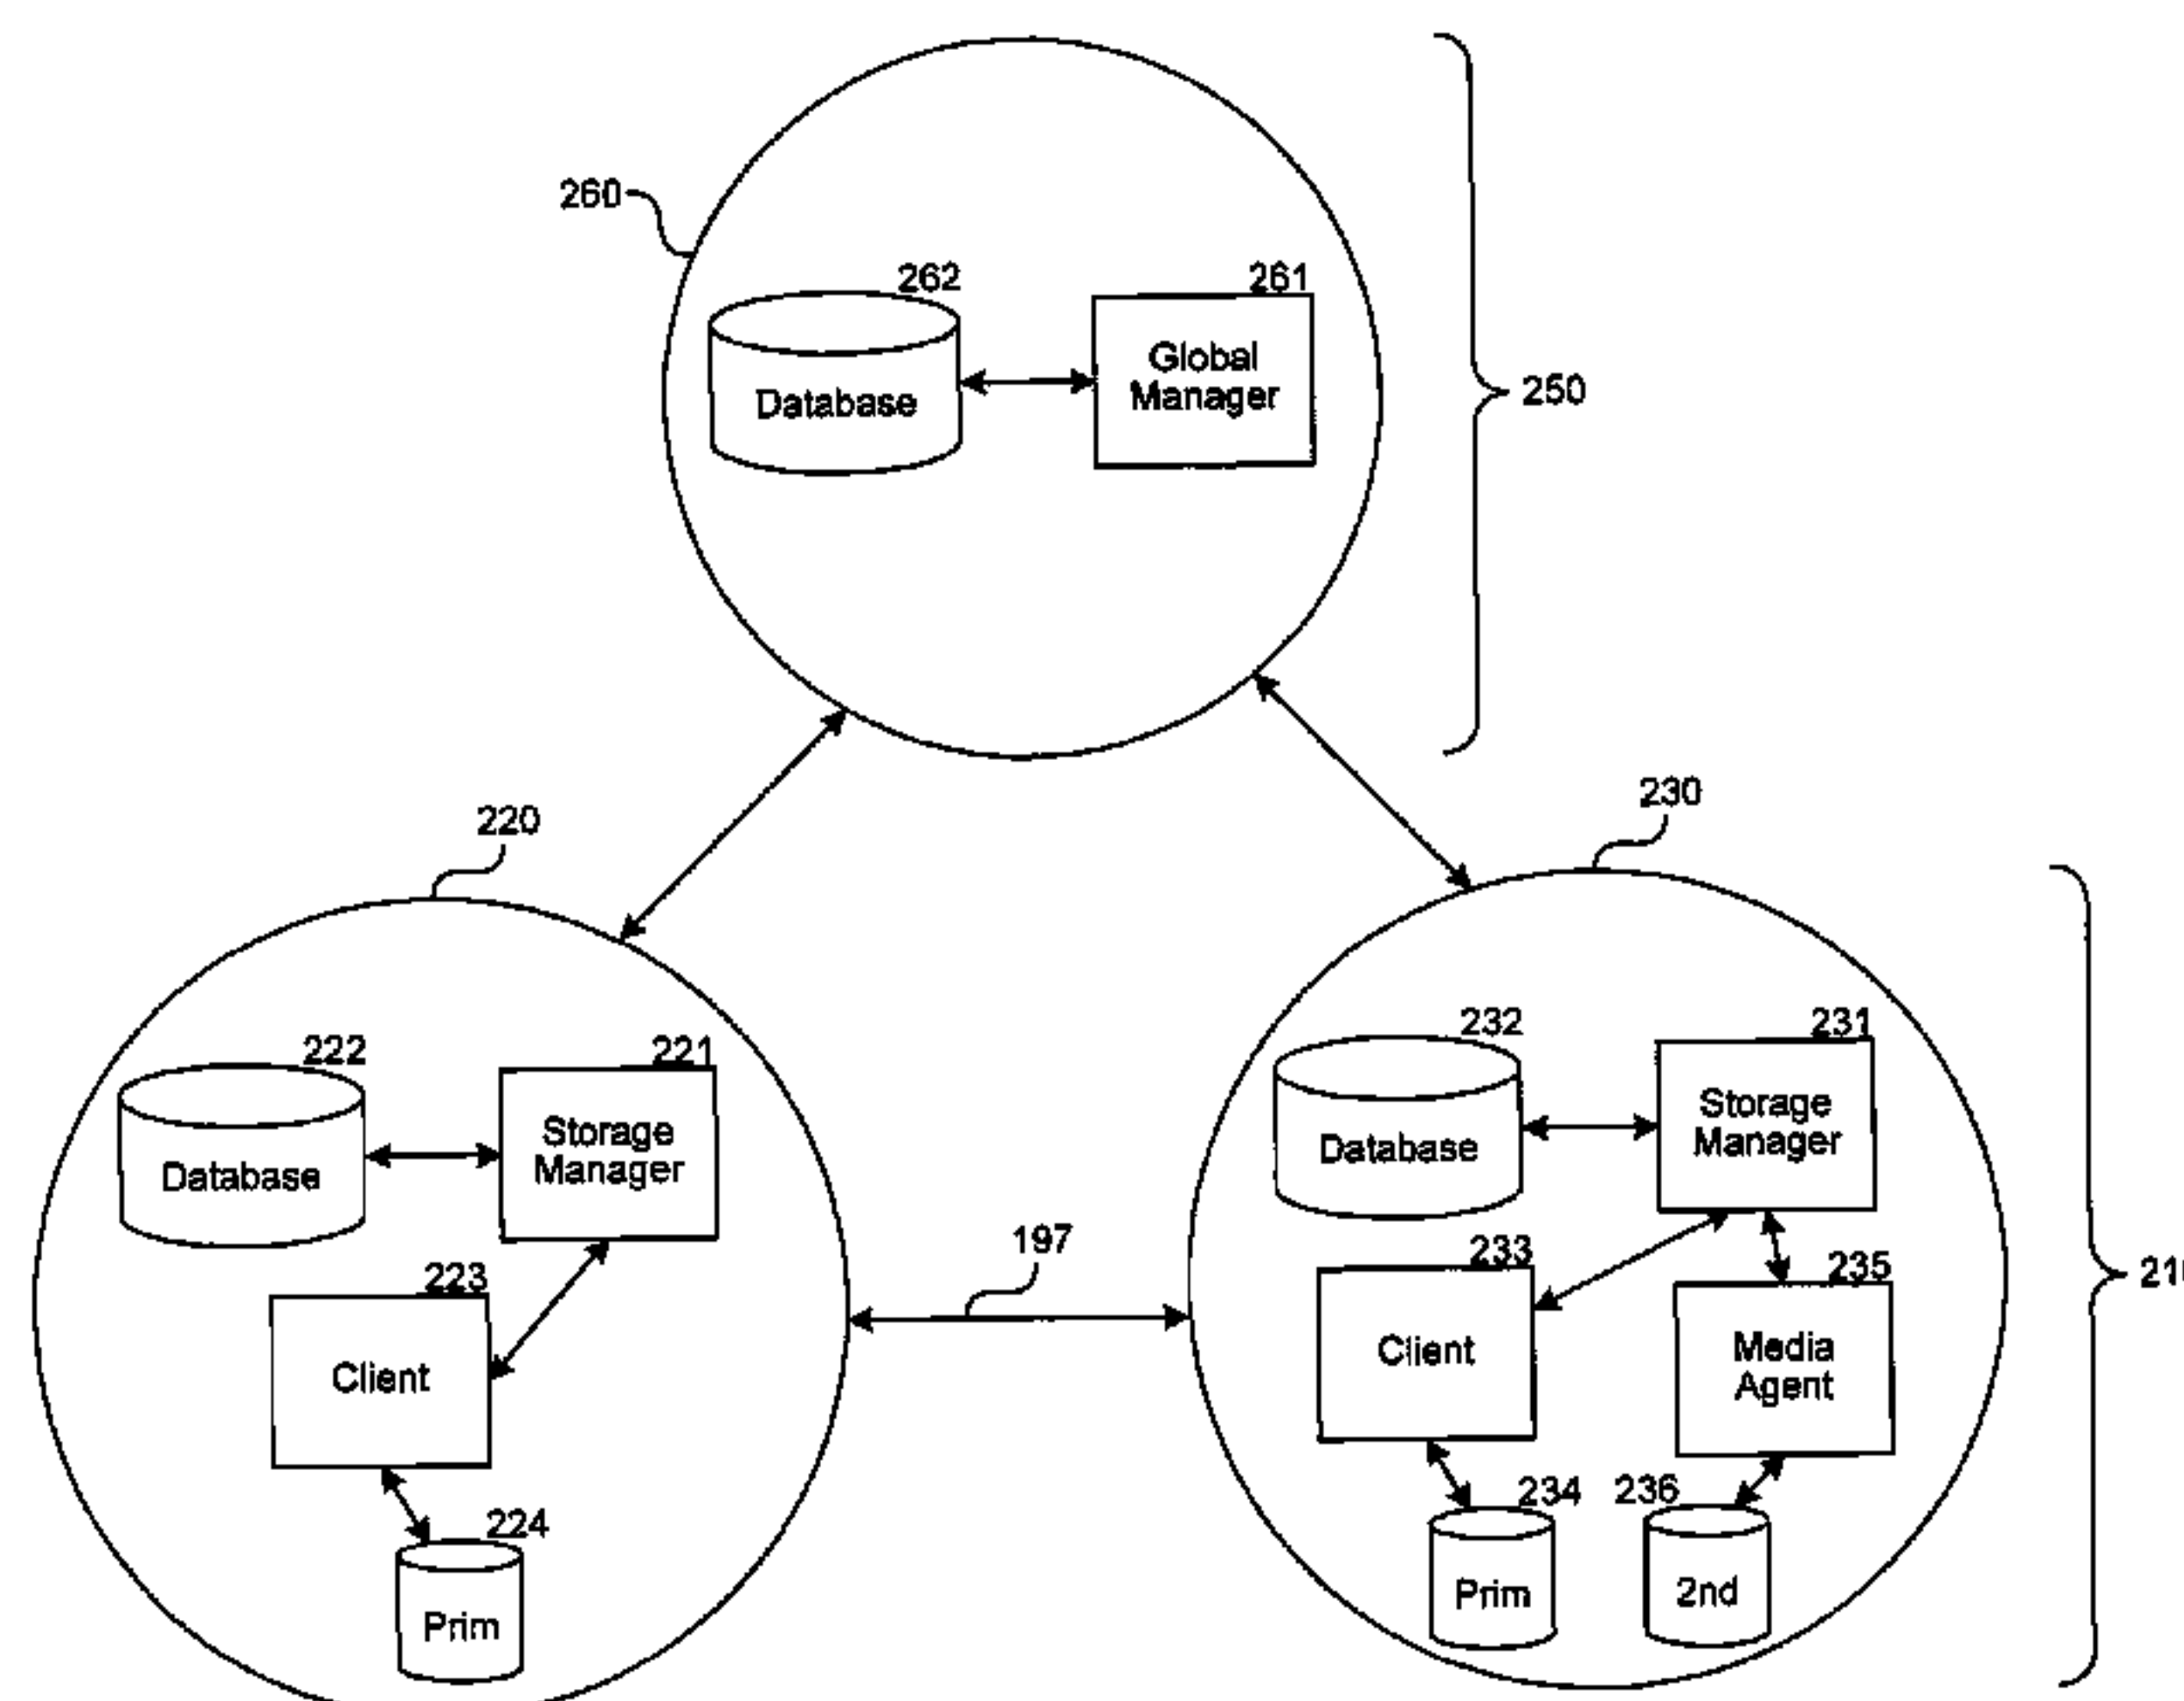 260
262
261
Global
Manager
Database
250
220
230
222
221
Storage
Manager
Database
232
231
Storage
Manager
Database
197
223
Client
233
Client
235
Media
Agent
224
Prim
234
Prim
236
2nd